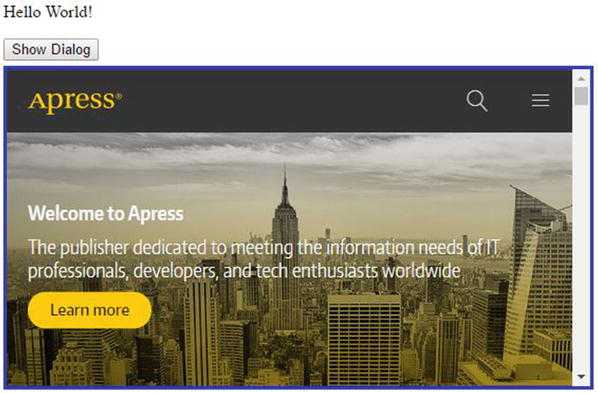 Hello World!
Show Dialog
Apress®
Welcome to Apress
The publisher dedicated to meeting the information needs of IT
professionals, developers, and tech enthusiasts worldwide
Learn more